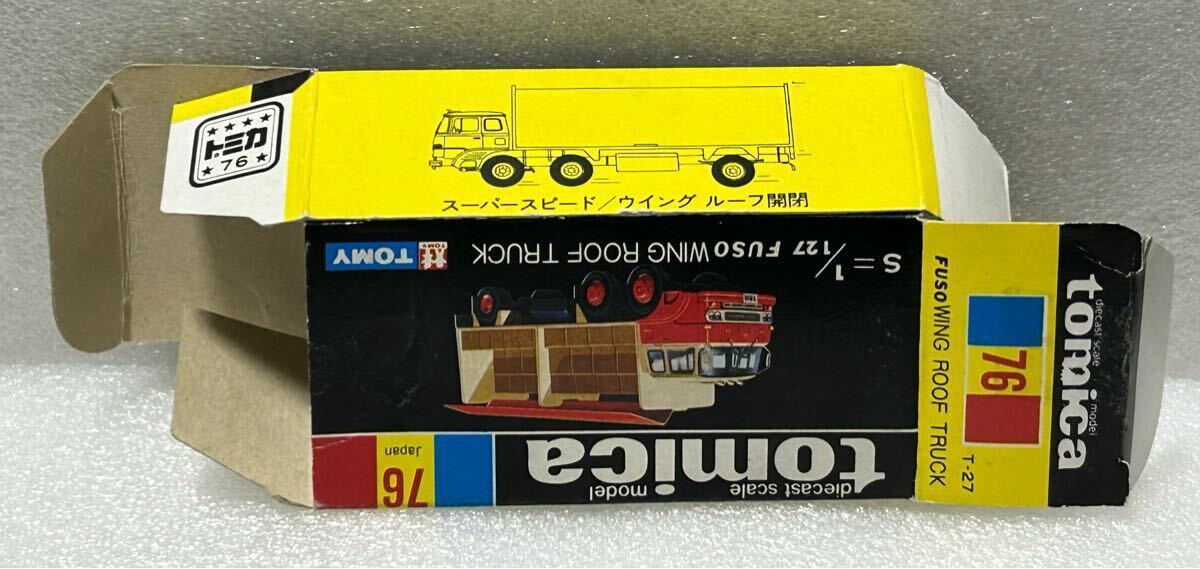 トミカ
76
スーパースピード／ウイング ルーフ開閉
S=1/127 FUSO WING ROOF TRUCK
TOMY
TOMY
diecast scale model
tomica
76
Japan
diecast scale model
tomica
76
FUSO WING ROOF TRUCK
T-27